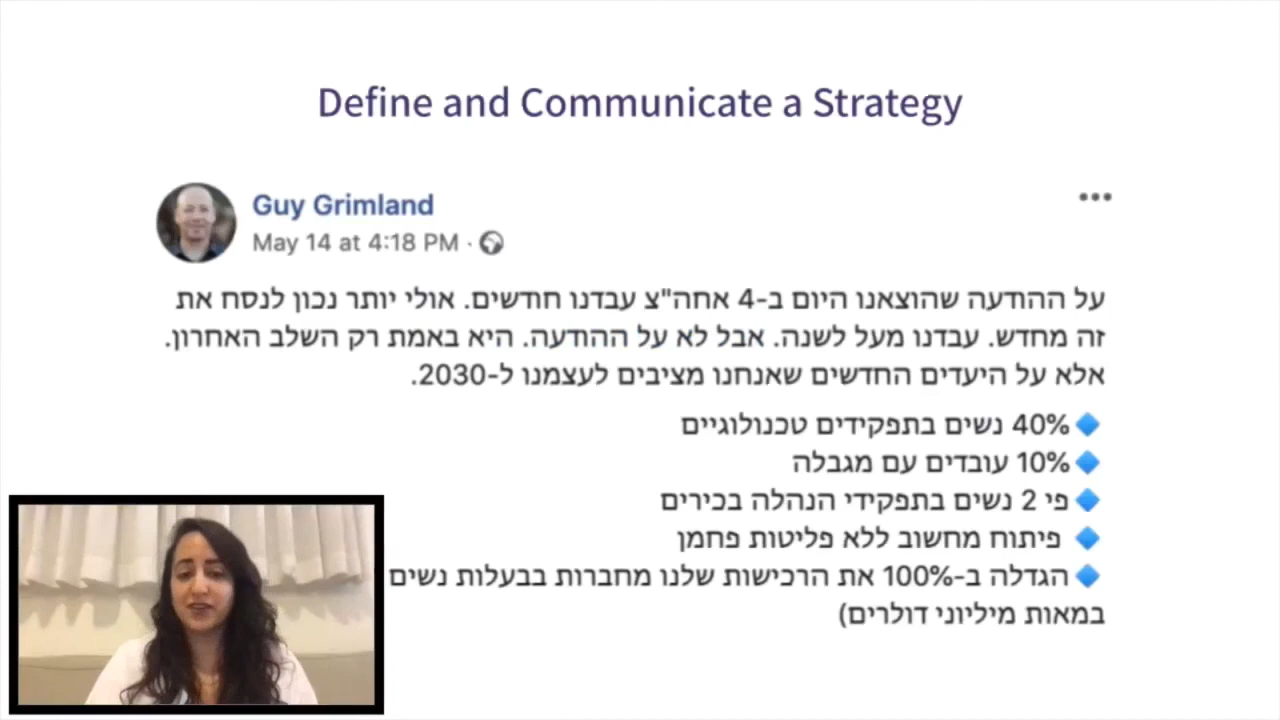 Define and Communicate a Strategy
Guy Grimland
May 14 at 4:18 PM ·
על ההודעה שהוצאנו היום ב-4 אחה"צ עבדנו חודשים. אולי יותר נכון לנסח את
זה מחדש. עבדנו מעל לשנה. אבל לא על ההודעה. היא באמת רק השלב האחרון.
אלא על היעדים החדשים שאנחנו מציבים לעצמנו ל-2030.
🔷40% נשים בתפקידים טכנולוגיים
🔷10% עובדים עם מגבלה
🔷פי 2 נשים בתפקידי הנהלה בכירים
🔷 פיתוח מחשוב ללא פליטות פחמן
🔷הגדלה ב-100% את הרכישות שלנו מחברות בבעלות נשים
במאות מיליוני דולרים)